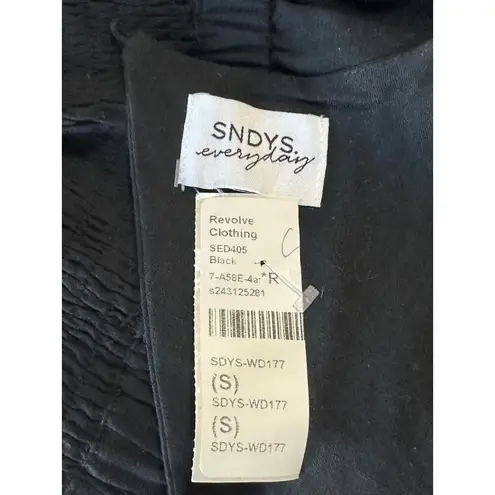 SNDYS.
everyday
Revolve
Clothing
SED405
Black
7-A58E-4a:*R
s243125281
SDYS-WD177
(S)
SDYS-WD177
(S)
SDYS-WD177